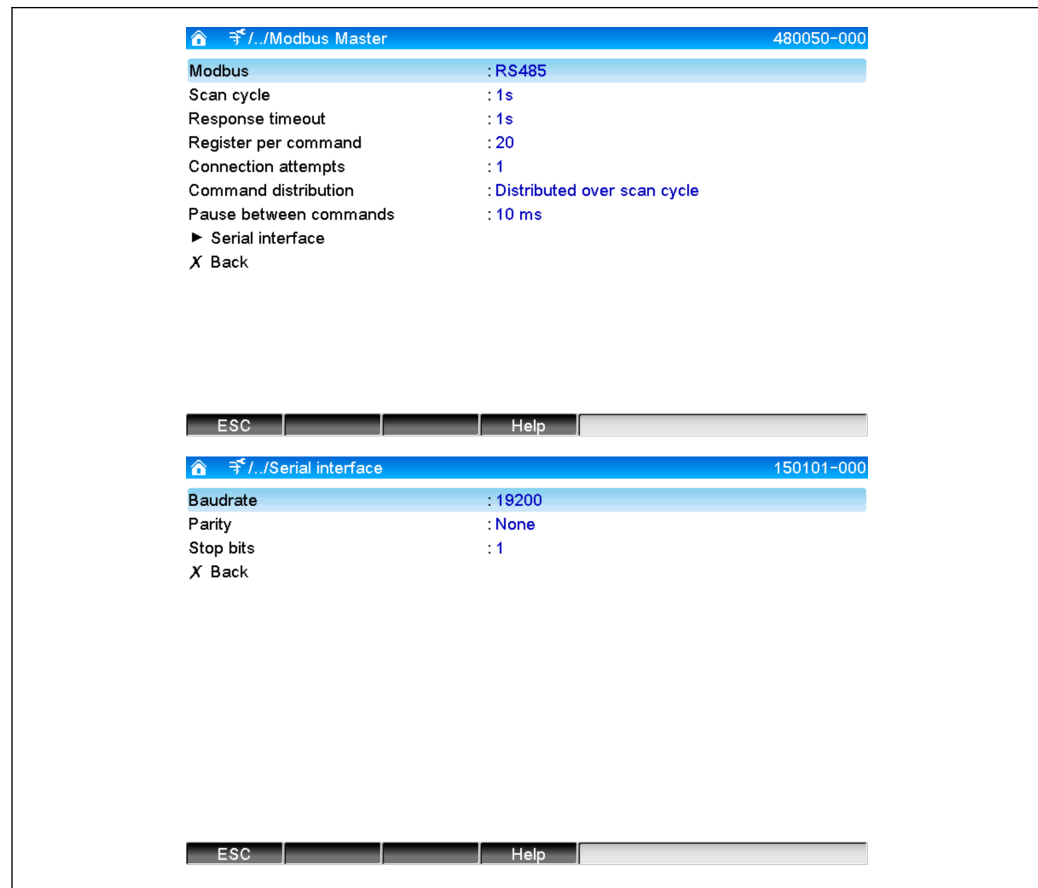 /../Modbus Master 480050-000
Modbus : RS485
Scan cycle : 1s
Response timeout : 1s
Register per command : 20
Connection attempts : 1
Command distribution : Distributed over scan cycle
Pause between commands : 10 ms
► Serial interface
X Back
ESC Help
/../Serial interface 150101-000
Baudrate : 19200
Parity : None
Stop bits : 1
X Back
ESC Help